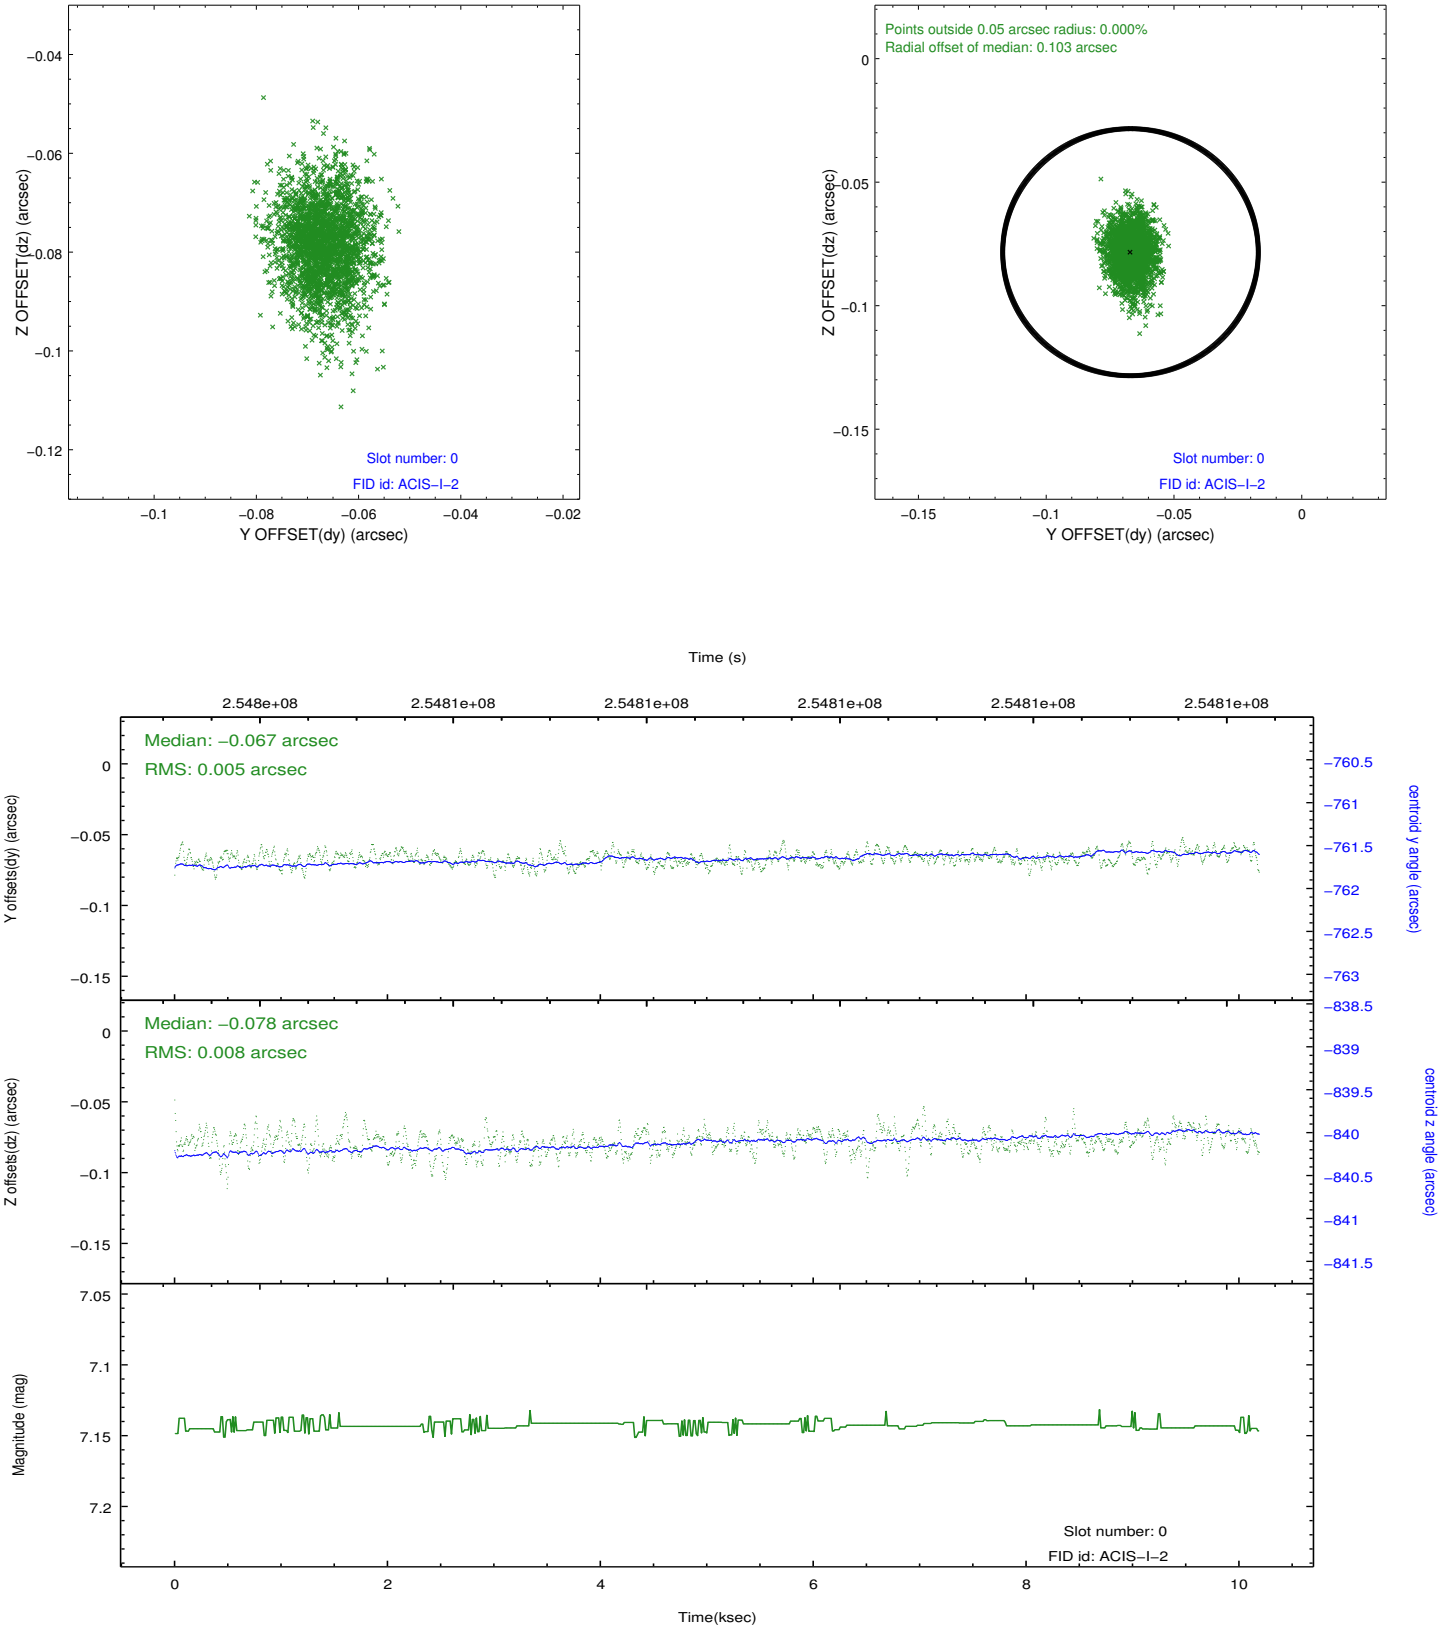 −0.04
−0.06
−0.08
−0.1
−0.12
Z OFFSET(dz) (arcsec)
Slot number: 0
FID id: ACIS−I−2
−0.1
−0.08
−0.06
−0.04
−0.02
Y OFFSET(dy) (arcsec)
Points outside 0.05 arcsec radius: 0.000%
Radial offset of median: 0.103 arcsec
0
−0.05
−0.1
−0.15
Z OFFSET(dz) (arcsec)
Slot number: 0
FID id: ACIS−I−2
−0.15
−0.1
−0.05
0
Y OFFSET(dy) (arcsec)
Time (s)
2.548e+08
2.5481e+08
2.5481e+08
2.5481e+08
2.5481e+08
2.5481e+08
Median: −0.067 arcsec
RMS: 0.005 arcsec
0
−0.05
−0.1
−0.15
Y offsets(dy) (arcsec)
−760.5
−761
−761.5
−762
−762.5
−763
centroid y angle (arcsec)
Median: −0.078 arcsec
RMS: 0.008 arcsec
0
−0.05
−0.1
−0.15
Z offsets(dz) (arcsec)
−838.5
−839
−839.5
−840
−840.5
−841
−841.5
centroid z angle (arcsec)
7.05
7.1
7.15
7.2
Magnitude (mag)
Slot number: 0
FID id: ACIS−I−2
0
2
4
6
8
10
Time(ksec)